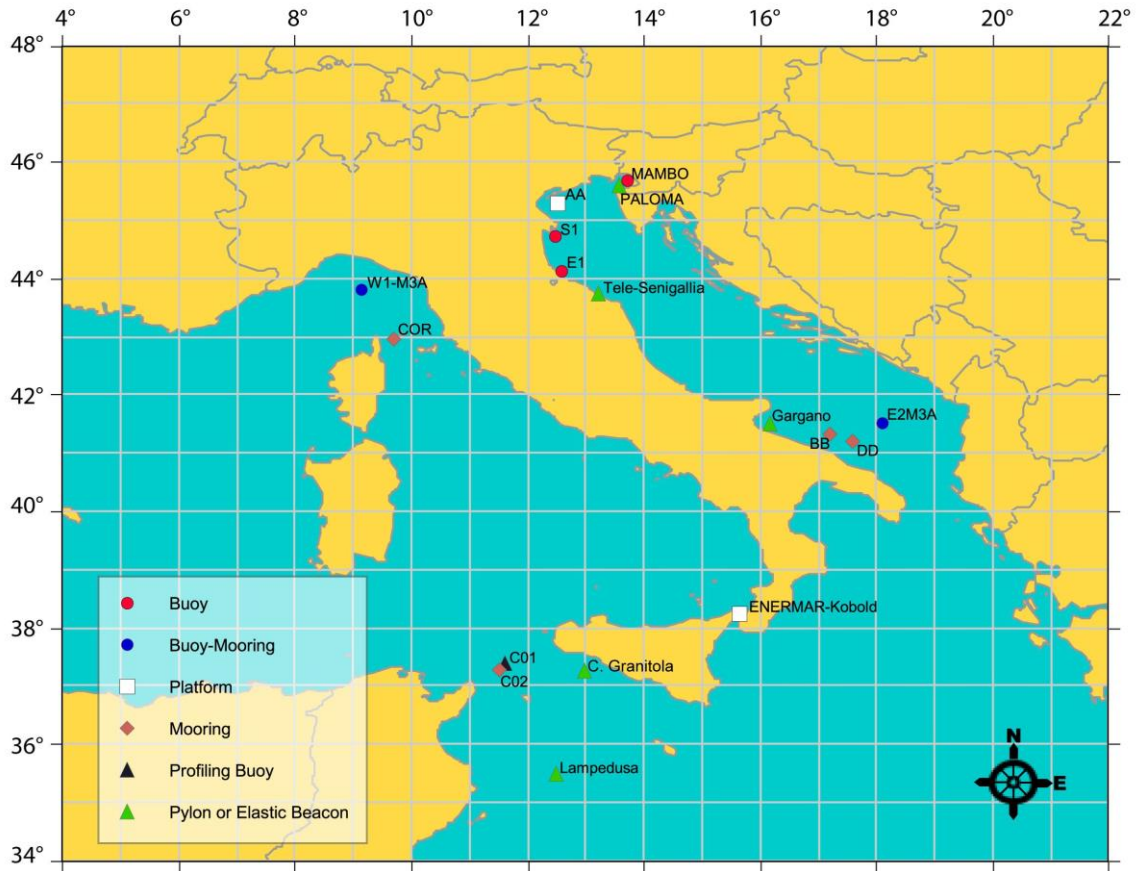 4° 6° 8° 10° 12° 14° 16° 18° 20° 22°
48°
46°
44°
42°
40°
38°
36°
34°
MAMBO
PALOMA
AA
S1
E1
W1-M3A
Tele-Senigallia
COR
Gargano
E2M3A
BB
DD
ENERMAR-Kobold
C01
C02
C. Granitola
Lampedusa
Buoy
Buoy-Mooring
Platform
Mooring
Profiling Buoy
Pylon or Elastic Beacon
N
E